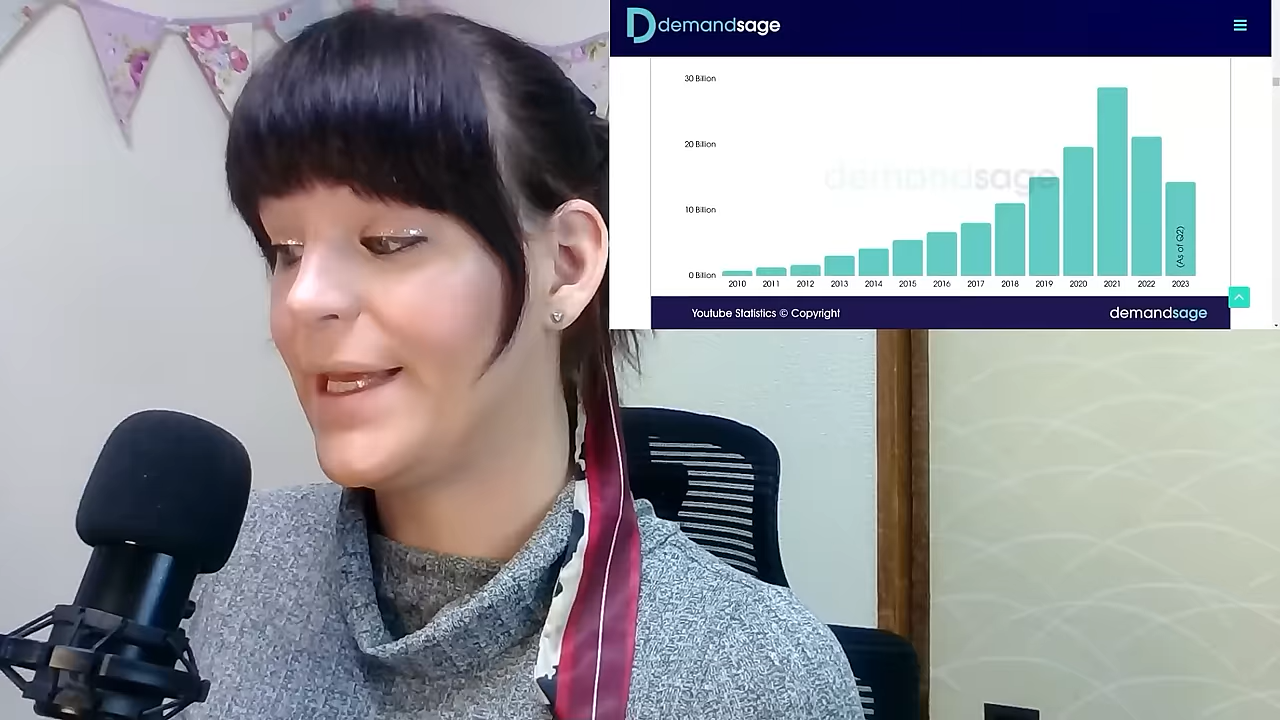 demandsage
30 Billion
20 Billion
10 Billion
0 Billion
demandsage
(As of Q2)
2010 2011 2012 2013 2014 2015 2016 2017 2018 2019 2020 2021 2022 2023
Youtube Statistics © Copyright demandsage